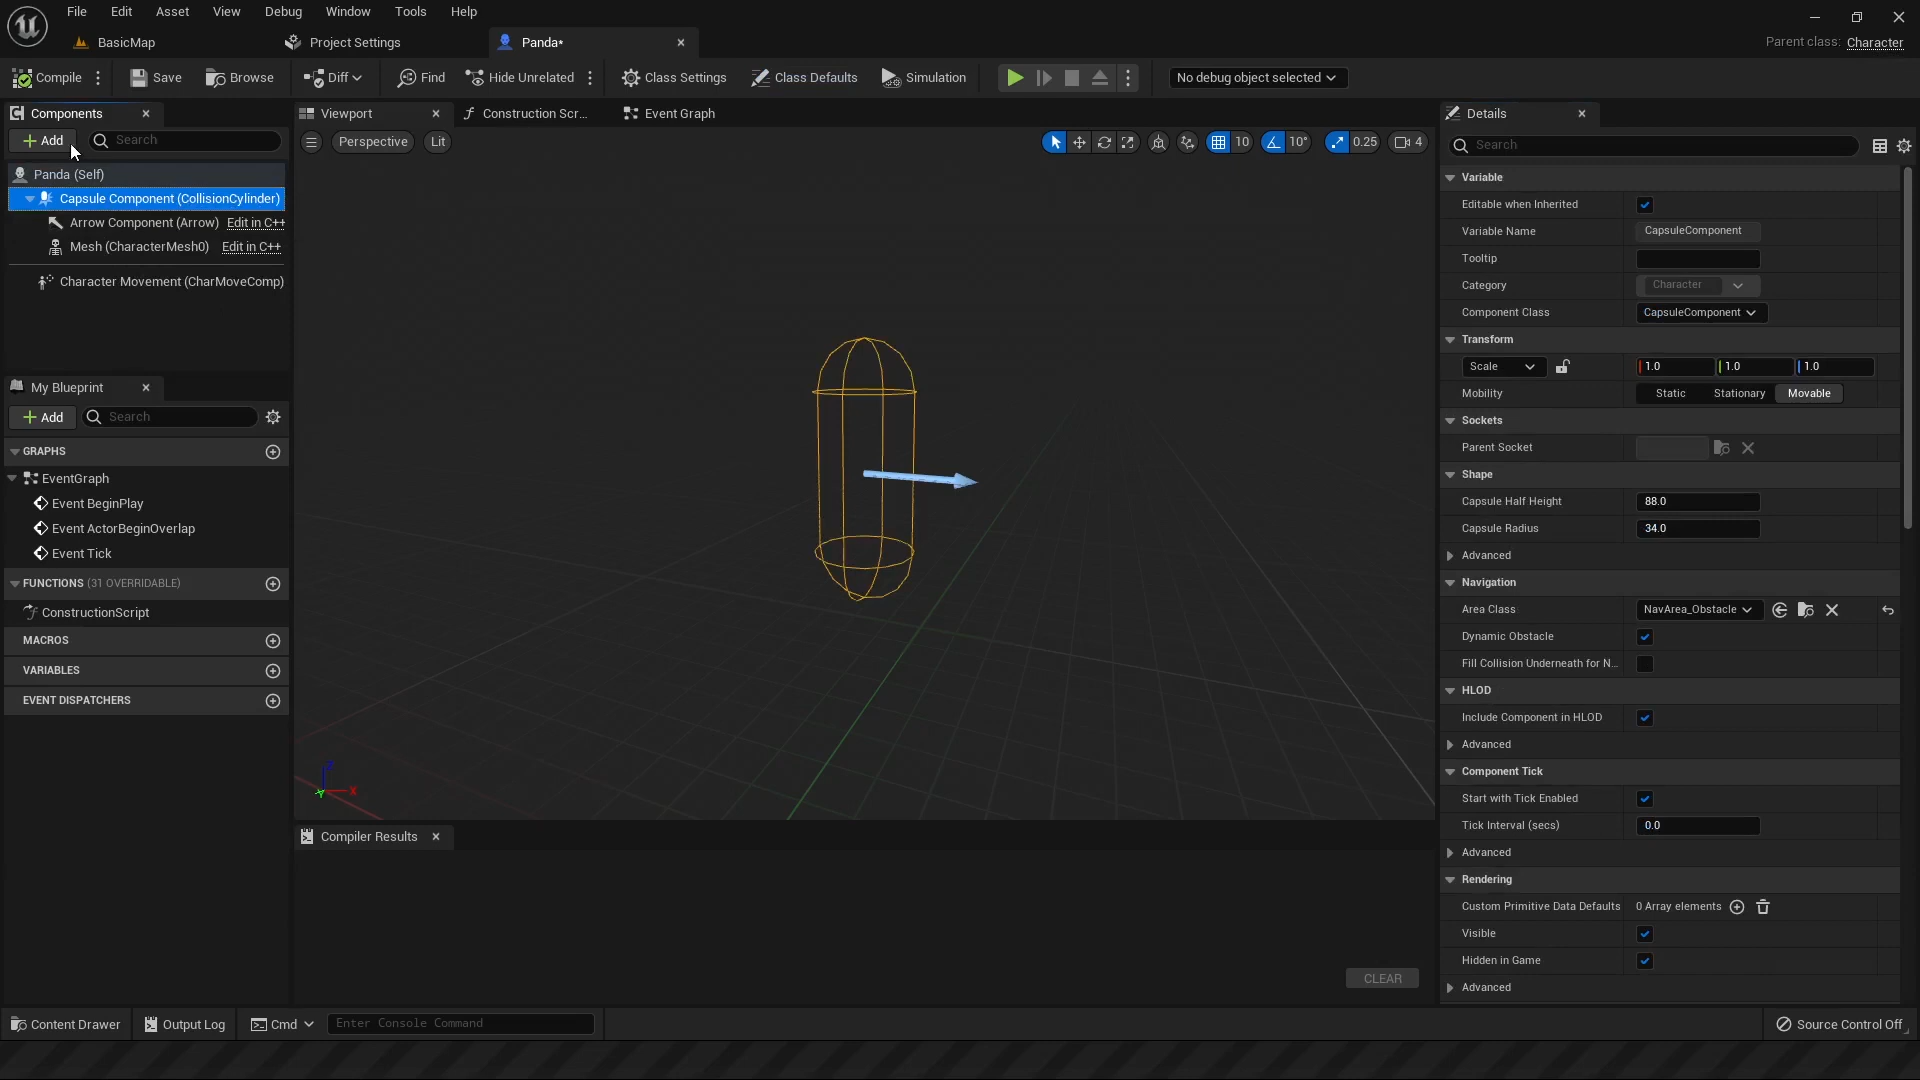 File Edit Asset View Debug Window Tools Help
BasicMap Project Settings Panda*
Parent class: Character
Compile Save Browse Diff Find Hide Unrelated Class Settings Class Defaults Simulation No debug object selected
Components
Add Search
Panda (Self)
Capsule Component (CollisionCylinder)
Arrow Component (Arrow) Edit in C++
Mesh (CharacterMesh0) Edit in C++
Character Movement (CharMoveComp)
My Blueprint
Add Search
GRAPHS
EventGraph
Event BeginPlay
Event ActorBeginOverlap
Event Tick
FUNCTIONS (31 OVERRIDABLE)
ConstructionScript
MACROS
VARIABLES
EVENT DISPATCHERS
Viewport Construction Scr... Event Graph
Perspective Lit 10 10° 0.25 4
Z
X
Y
Compiler Results
CLEAR
Details
Search
Variable
Editable when Inherited
Variable Name CapsuleComponent
Tooltip
Category Character
Component Class CapsuleComponent
Transform
Scale 1.0 1.0 1.0
Mobility Static Stationary Movable
Sockets
Parent Socket
Shape
Capsule Half Height 88.0
Capsule Radius 34.0
Advanced
Navigation
Area Class NavArea_Obstacle
Dynamic Obstacle
Fill Collision Underneath for N...
HLOD
Include Component in HLOD
Advanced
Component Tick
Start with Tick Enabled
Tick Interval (secs) 0.0
Advanced
Rendering
Custom Primitive Data Defaults 0 Array elements
Visible
Hidden in Game
Advanced
Content Drawer Output Log Cmd Enter Console Command Source Control Off